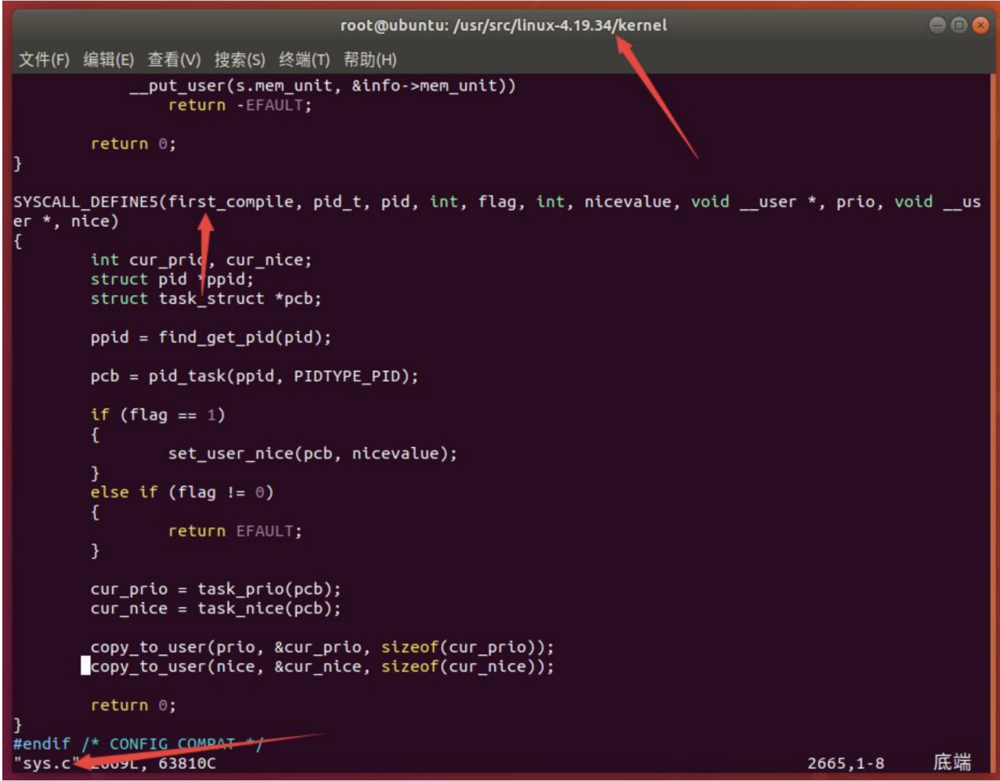 root@ubuntu: /usr/src/linux-4.19.34/kernel
文件(F) 编辑(E) 查看(V) 搜索(S) 终端(T) 帮助(H)
__put_user(s.mem_unit, &info->mem_unit))
return -EFAULT;
return 0;
}
SYSCALL_DEFINE5(first_compile, pid_t, pid, int, flag, int, nicevalue, void __user *, prio, void __us
er *, nice)
{
int cur_prio, cur_nice;
struct pid *ppid;
struct task_struct *pcb;
ppid = find_get_pid(pid);
pcb = pid_task(ppid, PIDTYPE_PID);
if (flag == 1)
{
set_user_nice(pcb, nicevalue);
}
else if (flag != 0)
{
return EFAULT;
}
cur_prio = task_prio(pcb);
cur_nice = task_nice(pcb);
copy_to_user(prio, &cur_prio, sizeof(cur_prio));
copy_to_user(nice, &cur_nice, sizeof(cur_nice));
return 0;
}
#endif /* CONFIG_COMPAT */
"sys.c" 2669L, 63810C 2665,1-8 底端